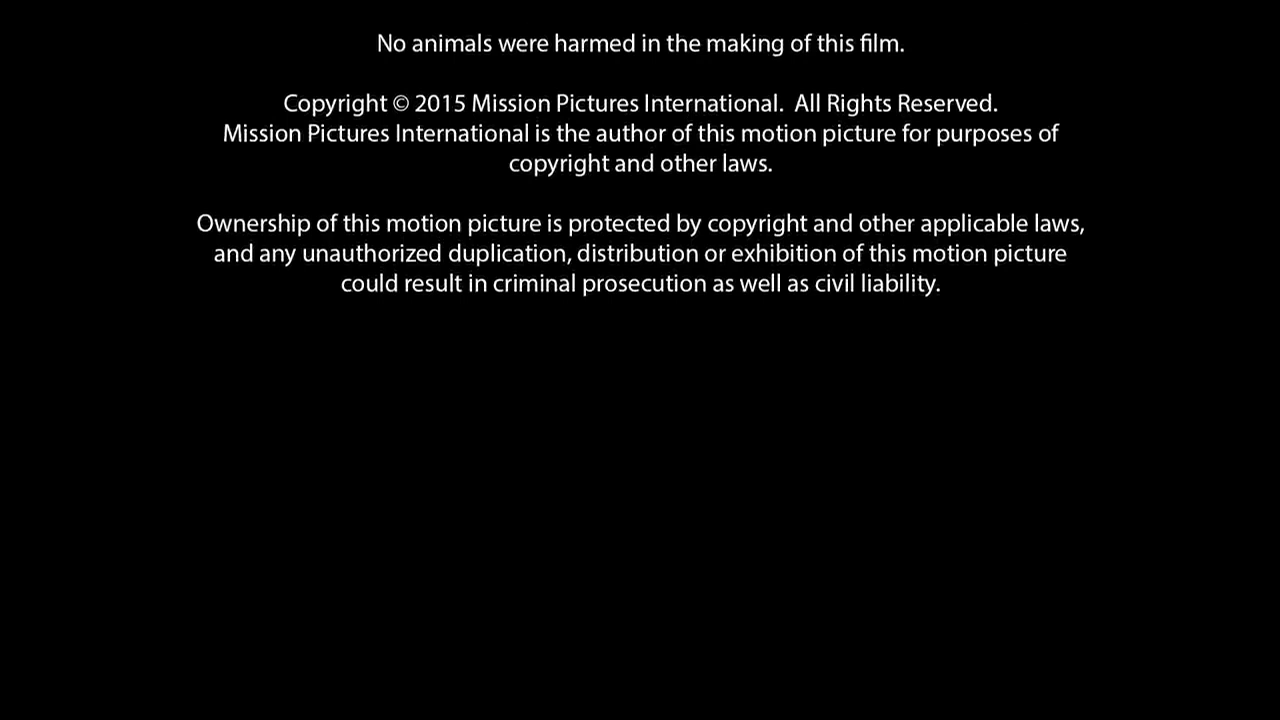 No animals were harmed in the making of this film.
Copyright © 2015 Mission Pictures International.  All Rights Reserved.
Mission Pictures International is the author of this motion picture for purposes of
copyright and other laws.
Ownership of this motion picture is protected by copyright and other applicable laws,
and any unauthorized duplication, distribution or exhibition of this motion picture
could result in criminal prosecution as well as civil liability.